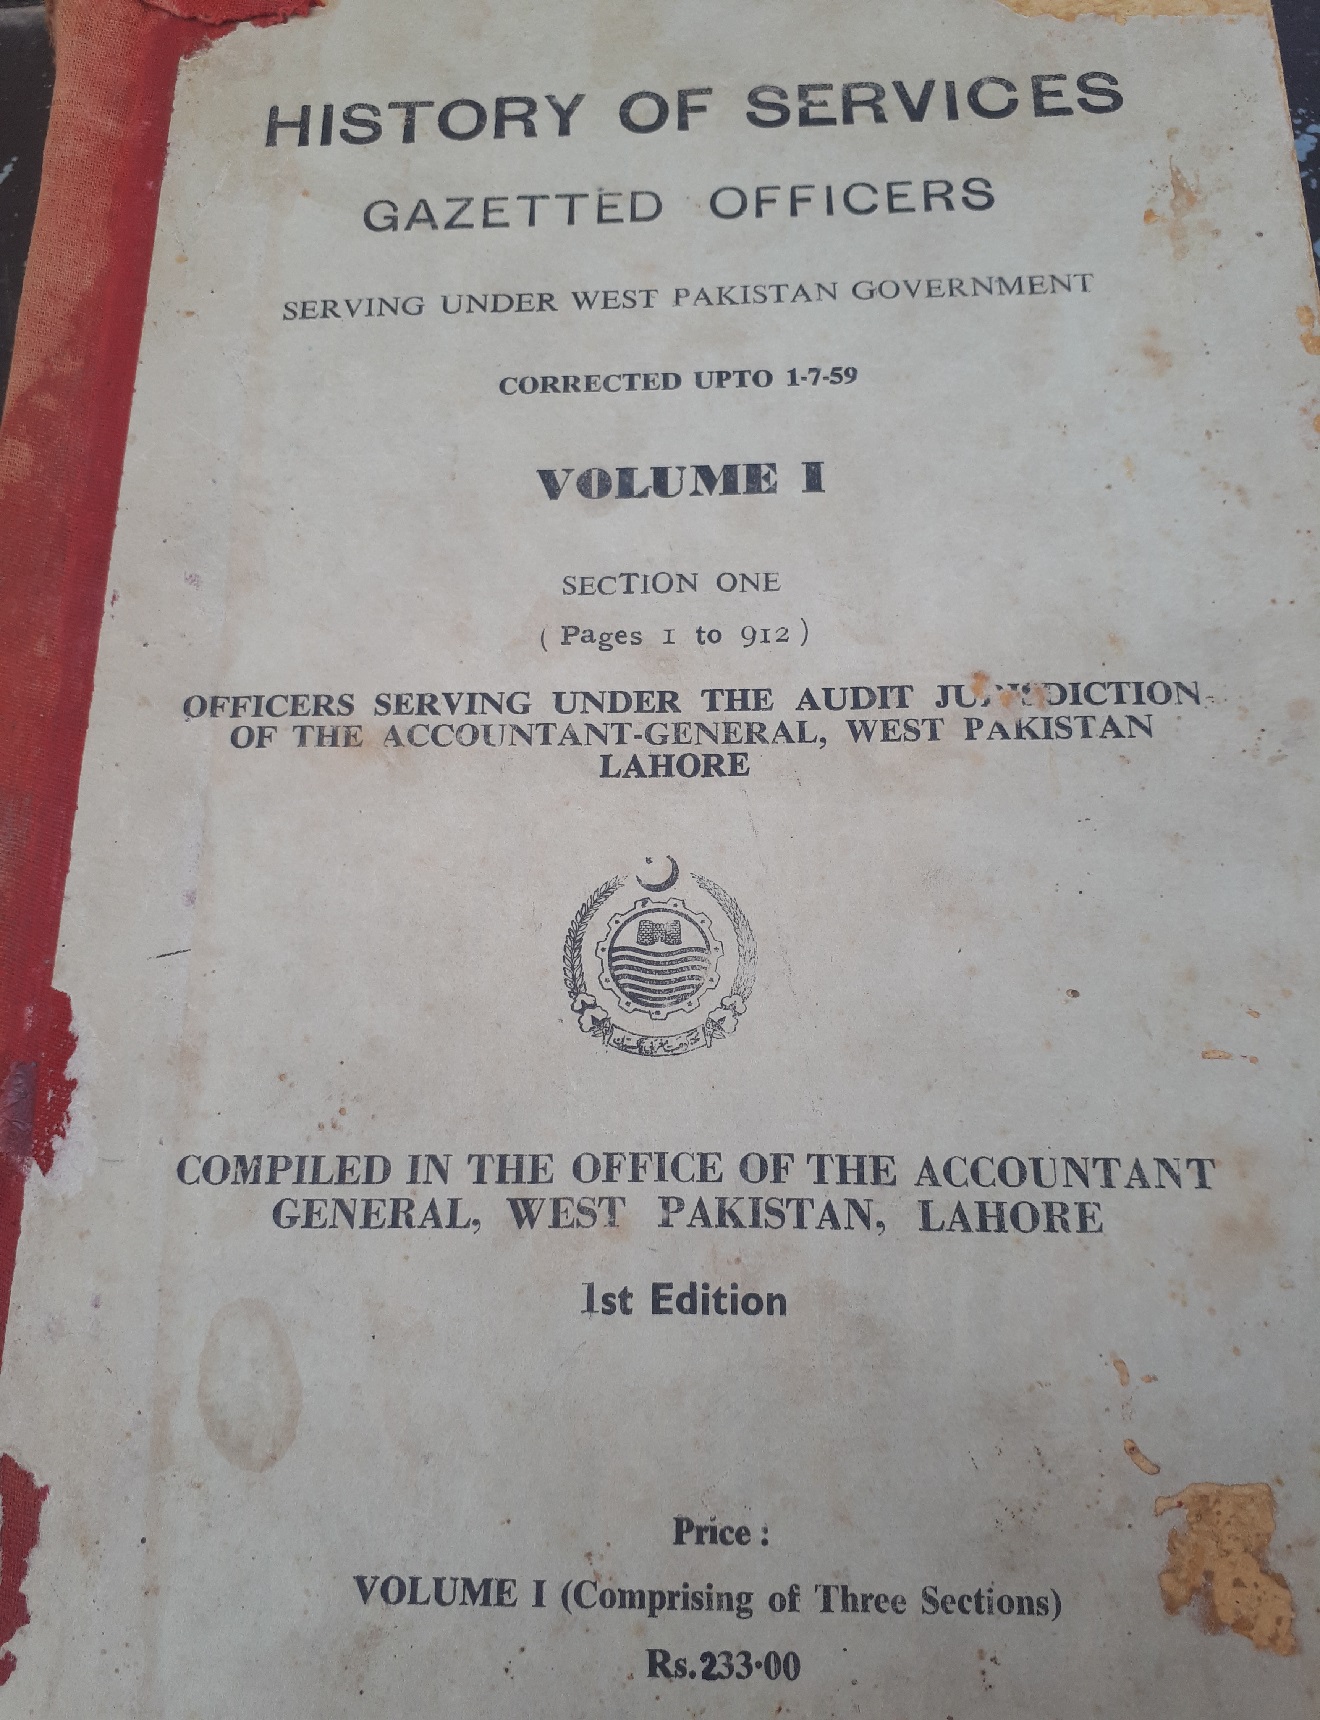 HISTORY OF SERVICES
GAZETTED OFFICERS
SERVING UNDER WEST PAKISTAN GOVERNMENT
CORRECTED UPTO 1-7-59
VOLUME I
SECTION ONE
( Pages 1 to 912 )
OFFICERS SERVING UNDER THE AUDIT JURISDICTION
OF THE ACCOUNTANT-GENERAL, WEST PAKISTAN
LAHORE
COMPILED IN THE OFFICE OF THE ACCOUNTANT
GENERAL, WEST PAKISTAN, LAHORE
1st Edition
Price :
VOLUME I (Comprising of Three Sections)
Rs.233·00